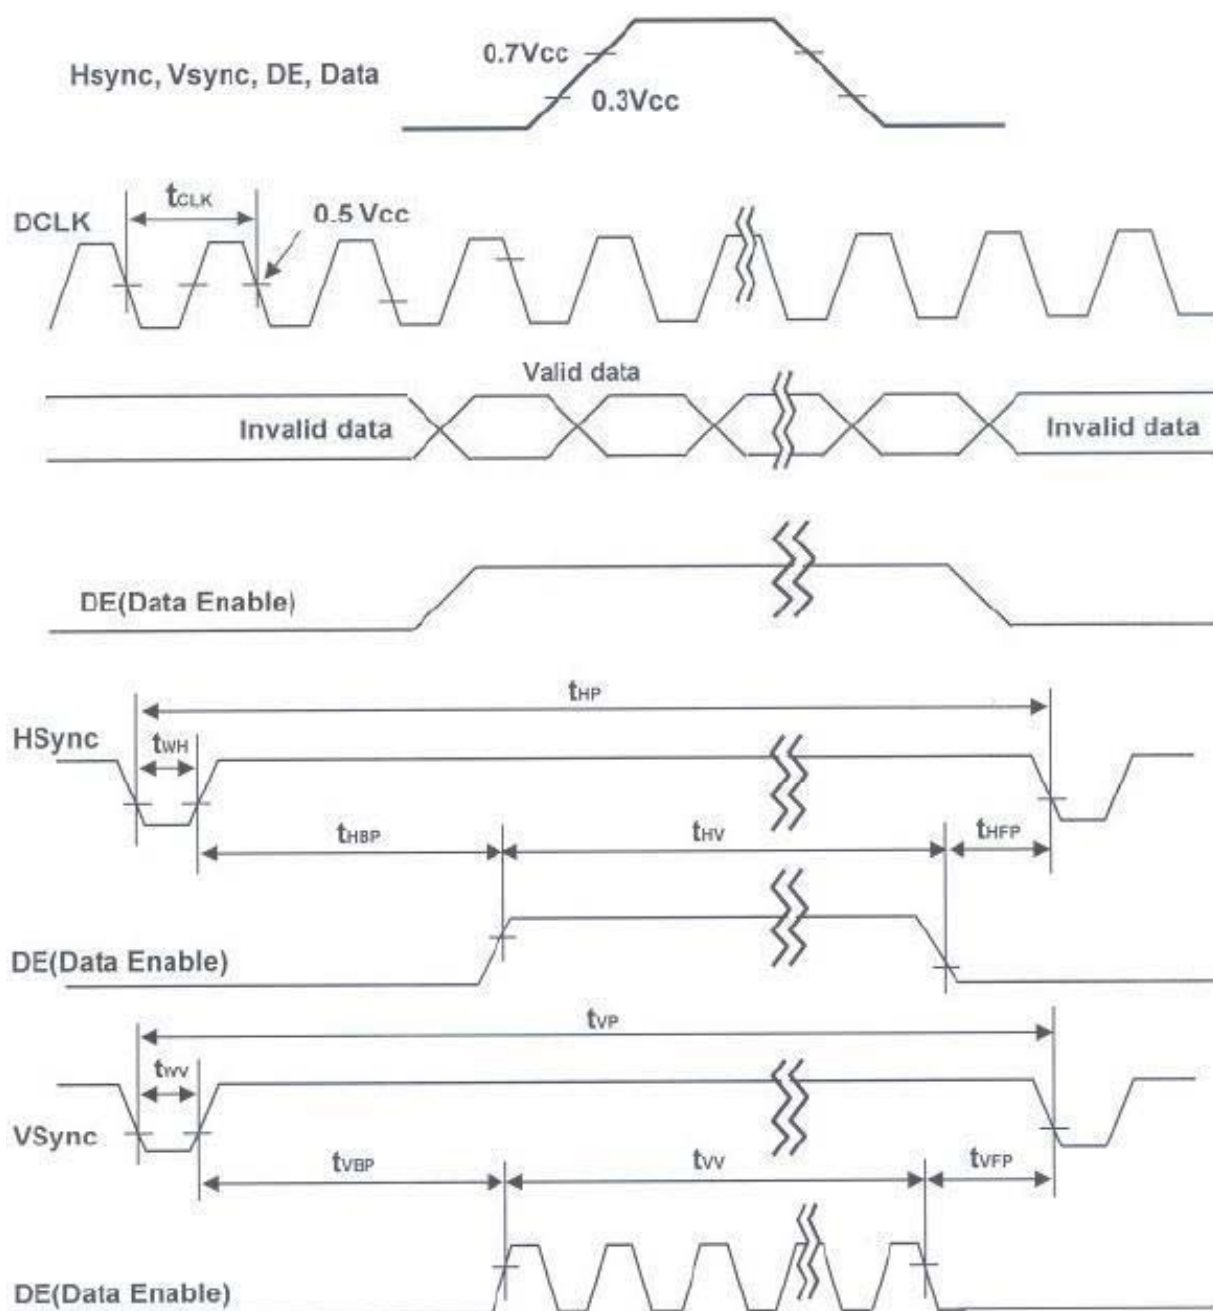 0.7Vcc
Hsync, Vsync, DE, Data
0.3Vcc
tCLK
0.5 Vcc
DCLK
Valid data
Invalid data
Invalid data
DE(Data Enable)
tHP
HSync
tWH
tHBP
tHV
tHFP
DE(Data Enable)
tVP
tWV
VSync
tVBP
tVV
tVFP
DE(Data Enable)